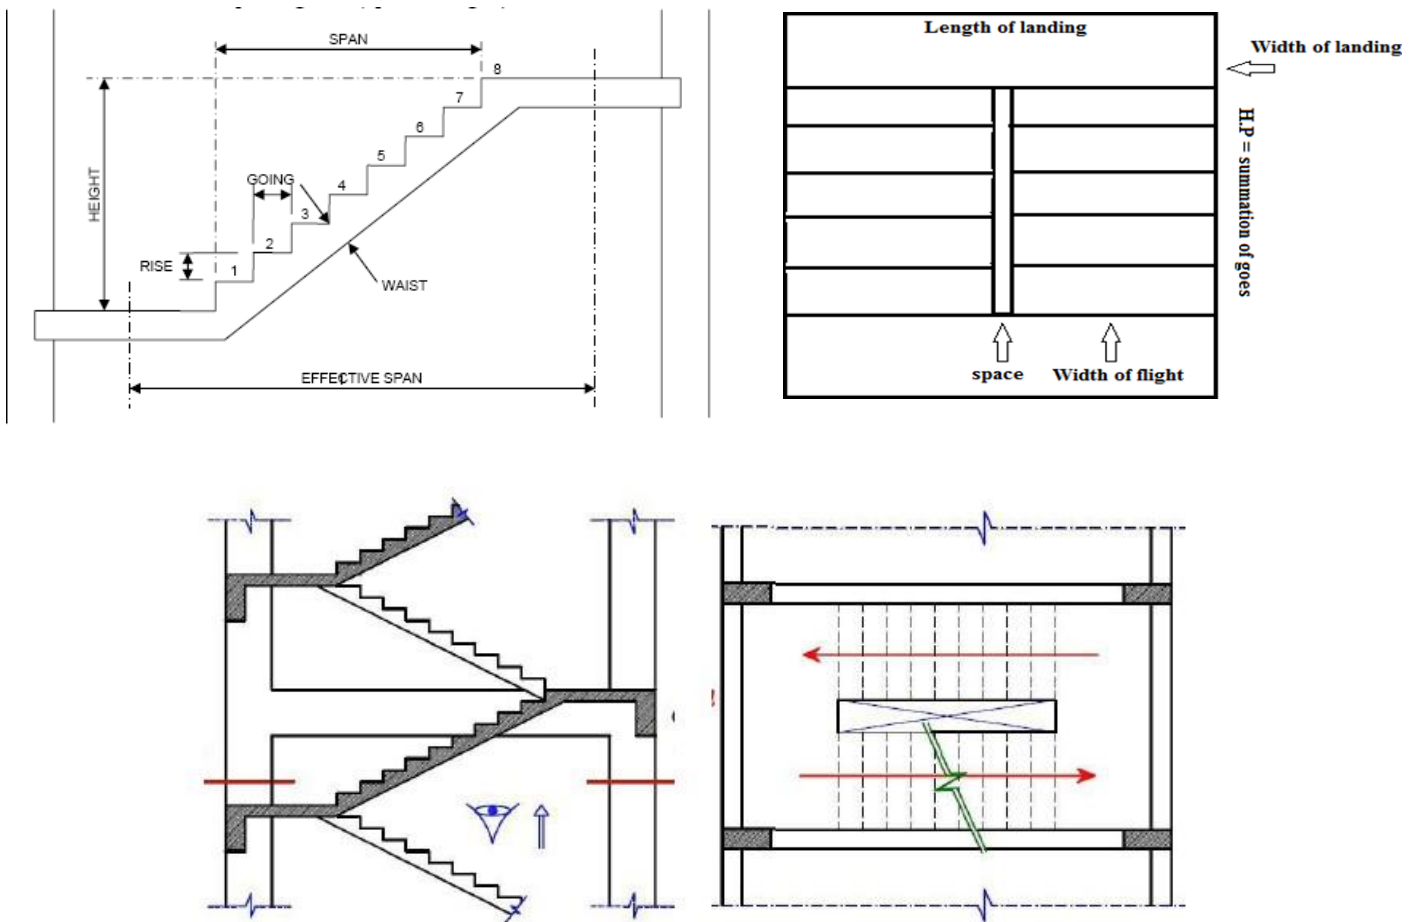 SPAN
8
7
6
5
GOING
4
HEIGHT
3
2
RISE
1
WAIST
EFFECTIVE SPAN
Length of landing
Width of landing
H.P = summation of goes
space
Width of flight